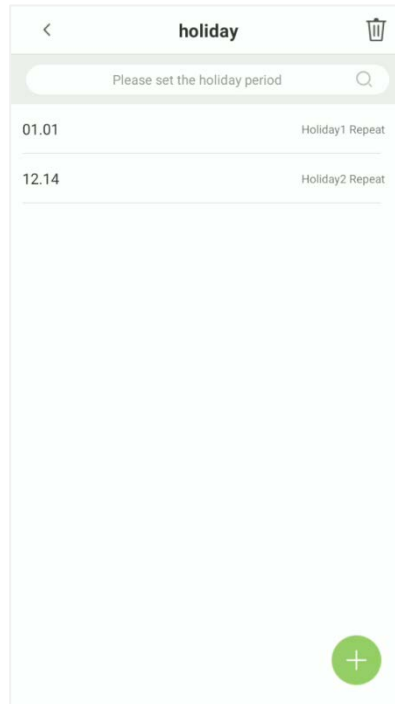 holiday
Please set the holiday period
01.01 Holiday1 Repeat
12.14 Holiday2 Repeat